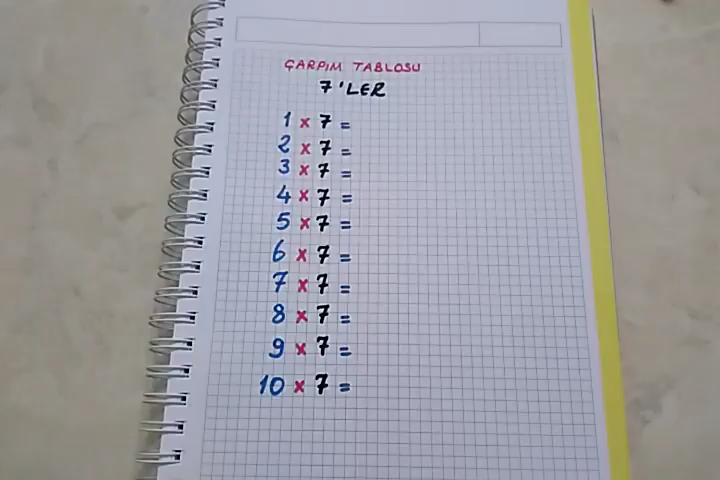 ÇARPIM TABLOSU
7'LER
1 x 7 =
2 x 7 =
3 x 7 =
4 x 7 =
5 x 7 =
6 x 7 =
7 x 7 =
8 x 7 =
9 x 7 =
10 x 7 =